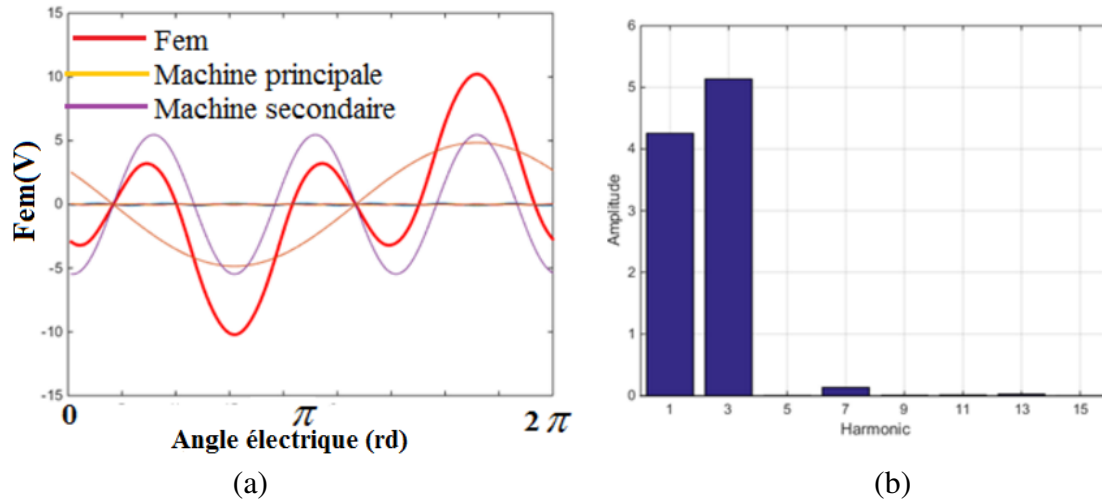 15
10
5
0
-5
-10
-15
Fem(V)
Fem
Machine principale
Machine secondaire
0
π
2 π
Angle électrique (rd)
(a)
6
5
4
3
2
1
0
Amplitude
1 3 5 7 9 11 13 15
Harmonic
(b)